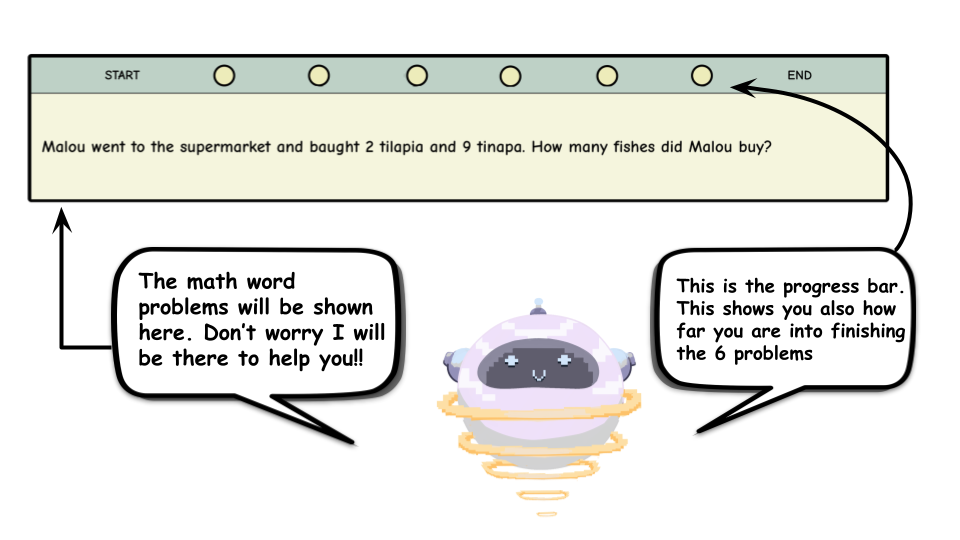 START
END
Malou went to the supermarket and baught 2 tilapia and 9 tinapa. How many fishes did Malou buy?
The math word
problems will be shown
here. Don't worry I will
be there to help you!!
This is the progress bar.
This shows you also how
far you are into finishing
the 6 problems